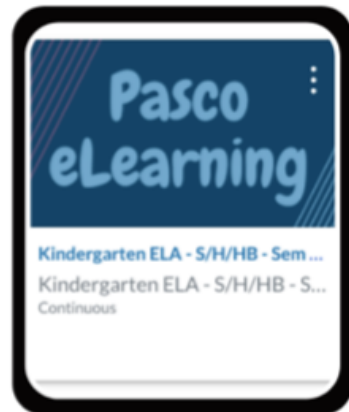 Pasco
eLearning
Kindergarten ELA - S/H/HB - Sem ...
Kindergarten ELA - S/H/HB - S...
Continuous